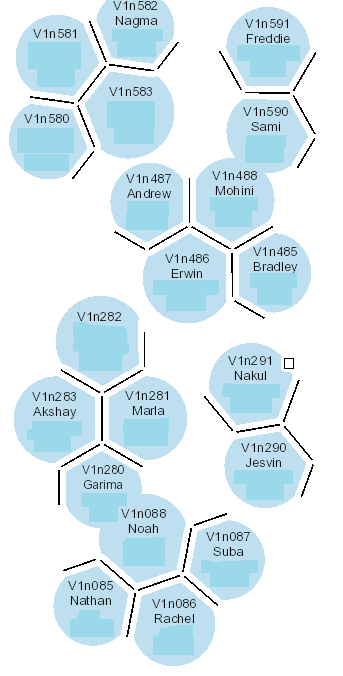 V1n582
Nagma
V1n581
V1n583
V1n580
V1n591
Freddie
V1n590
Sami
V1n487
Andrew
V1n488
Mohini
V1n486
Erwin
V1n485
Bradley
V1n282
V1n283
Akshay
V1n281
Marla
V1n280
Garima
V1n291
Nakul
V1n290
Jesvin
V1n088
Noah
V1n087
Suba
V1n085
Nathan
V1n086
Rachel